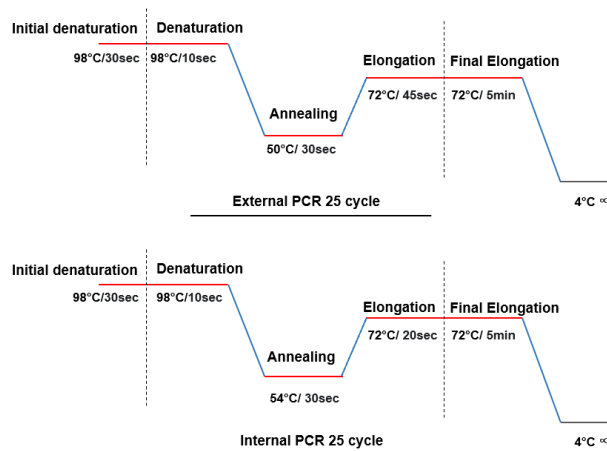 Initial denaturation
Denaturation
98°C/30sec
98°C/10sec
Elongation
Final Elongation
72°C/ 45sec
72°C/ 5min
Annealing
50°C/ 30sec
External PCR 25 cycle
4°C ∞
Initial denaturation
Denaturation
98°C/30sec
98°C/10sec
Elongation
Final Elongation
72°C/ 20sec
72°C/ 5min
Annealing
54°C/ 30sec
Internal PCR 25 cycle
4°C ∞